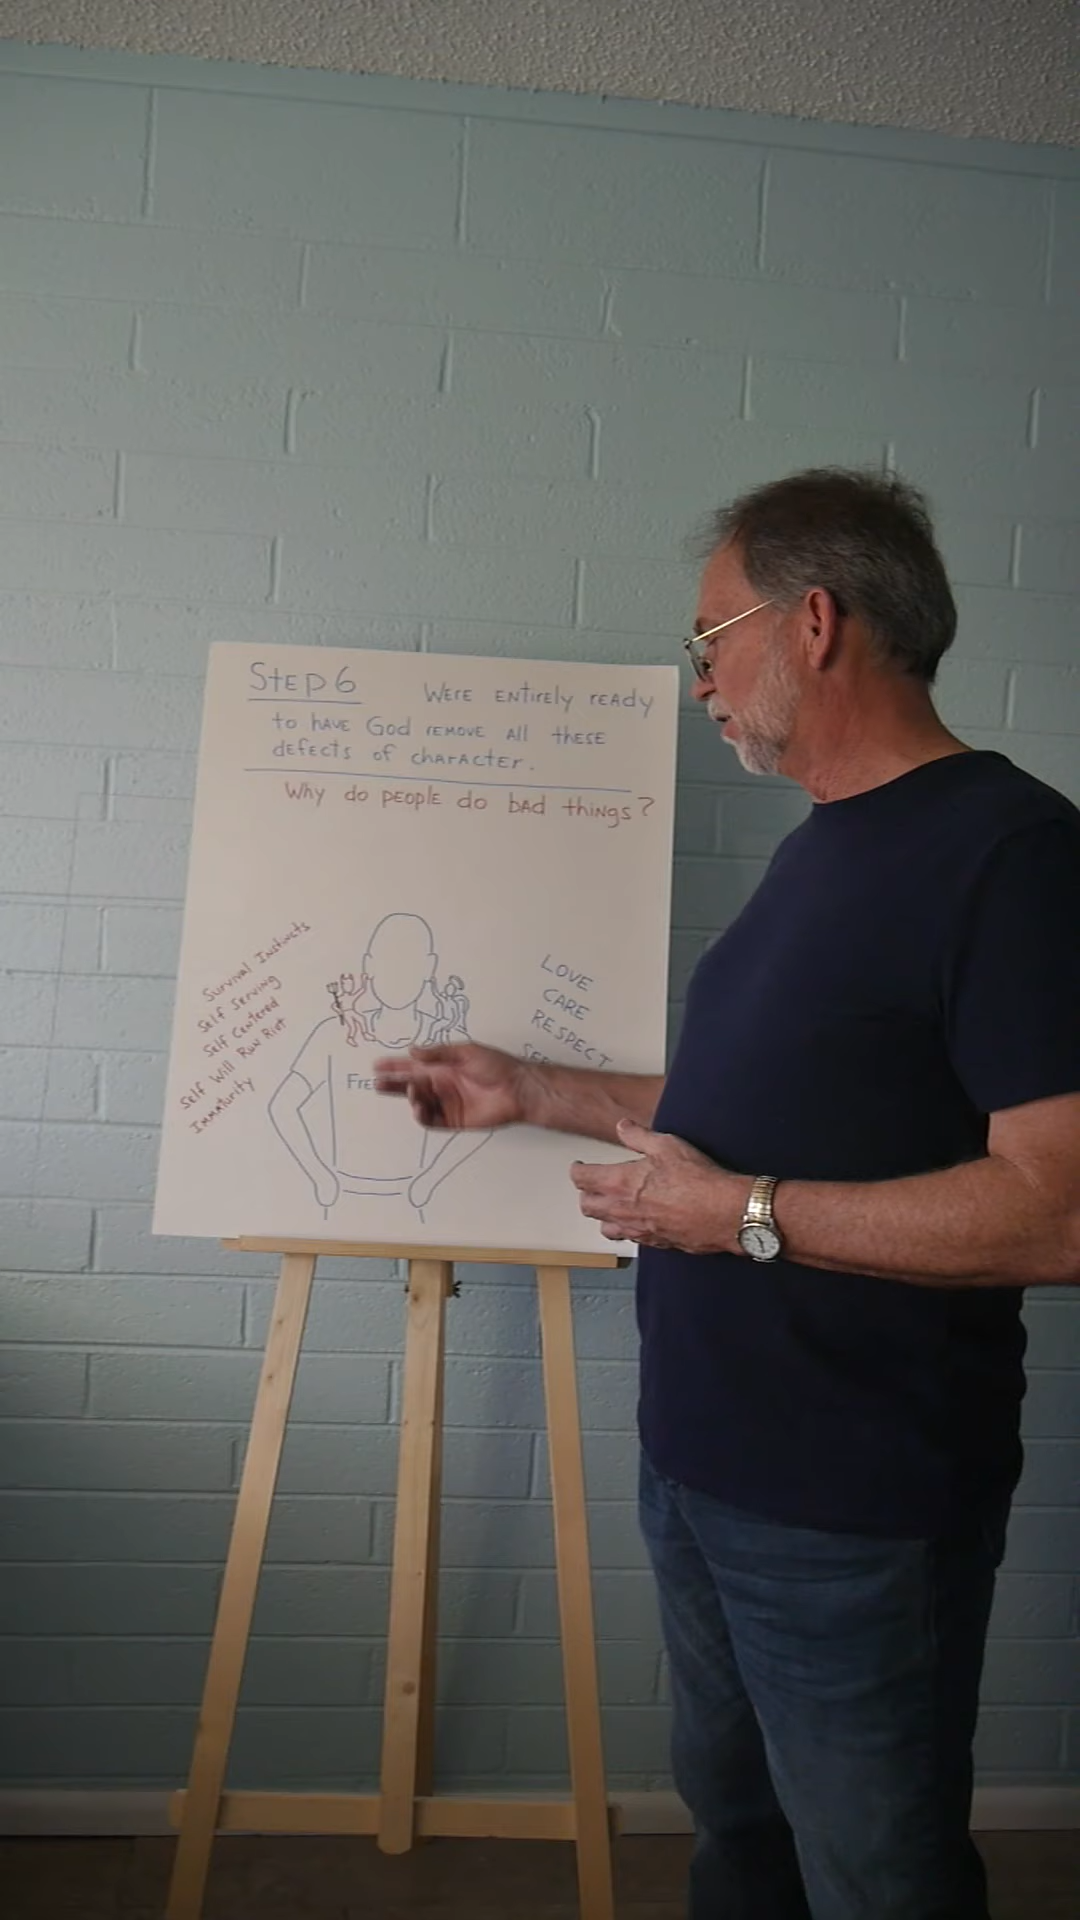 Step 6 Were entirely ready
to have God remove all these
defects of character.
Why do people do bad things?
Survival Instincts
Self Serving
Self Centered
Self Will Run Riot
Immaturity
LOVE
CARE
RESPECT